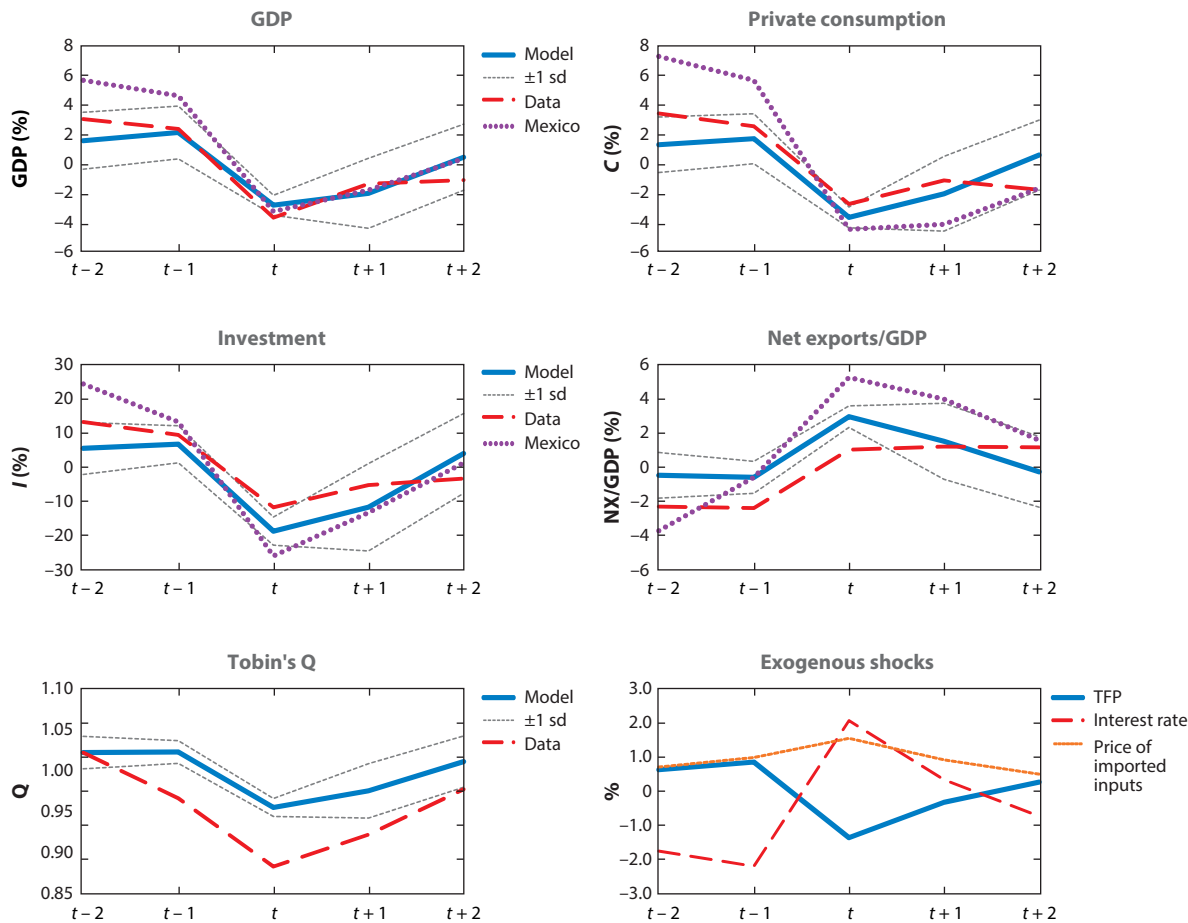 GDP
GDP (%)
8
6
4
2
0
−2
−4
−6
t − 2
t − 1
t
t + 1
t + 2
Model
±1 sd
Data
Mexico
Private consumption
C (%)
8
6
4
2
0
−2
−4
−6
t − 2
t − 1
t
t + 1
t + 2
Investment
I (%)
30
20
10
0
−10
−20
−30
t − 2
t − 1
t
t + 1
t + 2
Model
±1 sd
Data
Mexico
Net exports/GDP
NX/GDP (%)
6
4
2
0
−2
−4
−6
t − 2
t − 1
t
t + 1
t + 2
Tobin's Q
Q
1.10
1.05
1.00
0.95
0.90
0.85
t − 2
t − 1
t
t + 1
t + 2
Model
±1 sd
Data
Exogenous shocks
%
3.0
2.0
1.0
0
−1.0
−2.0
−3.0
t − 2
t − 1
t
t + 1
t + 2
TFP
Interest rate
Price of
imported
inputs